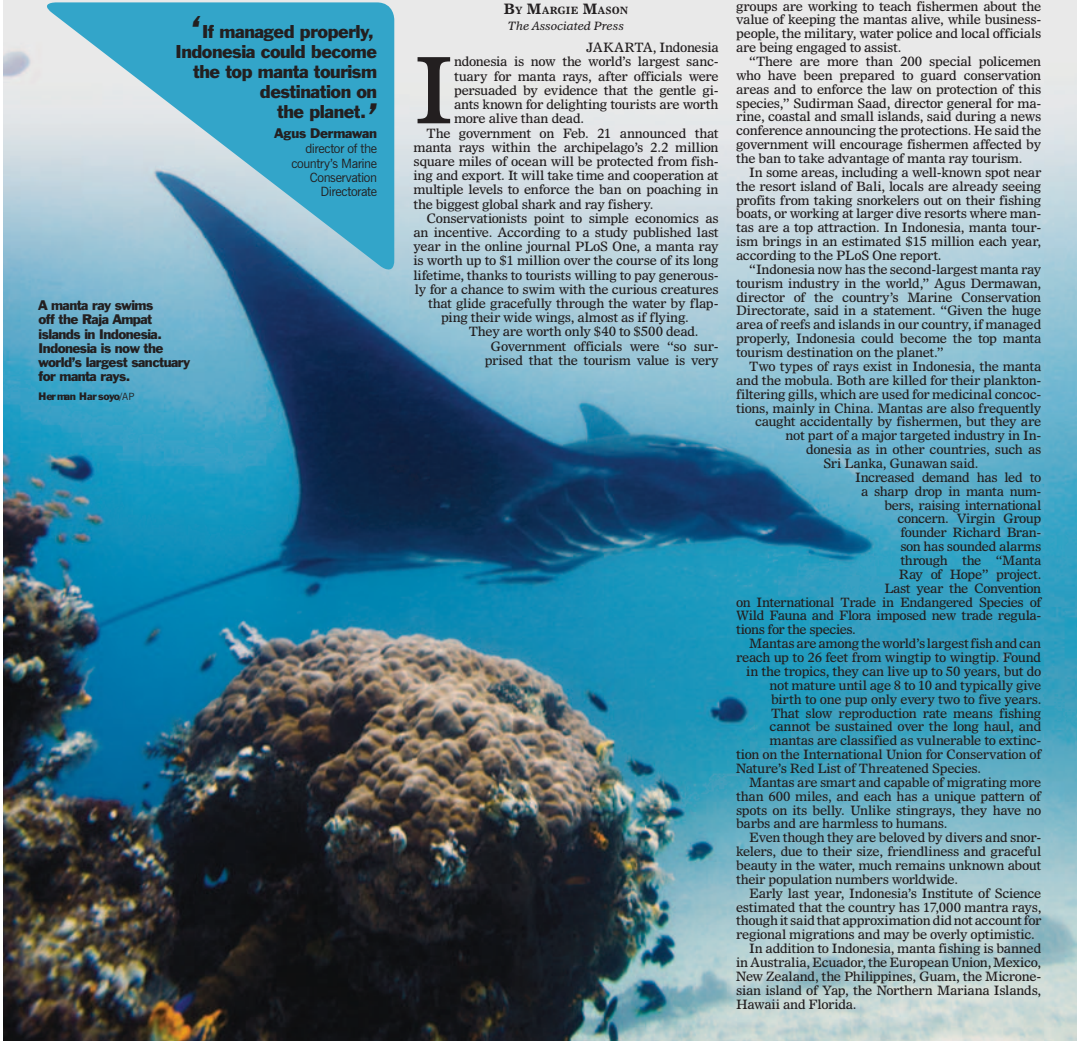 ‘If managed properly,
Indonesia could become
the top manta tourism
destination on
the planet.’
Agus Dermawan
director of the
country’s Marine
Conservation
Directorate
A manta ray swims
off the Raja Ampat
islands in Indonesia.
Indonesia is now the
world’s largest sanctuary
for manta rays.
Herman Harsoyo/AP
By Margie Mason
The Associated Press
JAKARTA, Indonesia
Indonesia is now the world’s largest sanc-
tuary for manta rays, after officials were
persuaded by evidence that the gentle gi-
ants known for delighting tourists are worth
more alive than dead.
The government on Feb. 21 announced that
manta rays within the archipelago’s 2.2 million
square miles of ocean will be protected from fish-
ing and export. It will take time and cooperation at
multiple levels to enforce the ban on poaching in
the biggest global shark and ray fishery.
Conservationists point to simple economics as
an incentive. According to a study published last
year in the online journal PLoS One, a manta ray
is worth up to $1 million over the course of its long
lifetime, thanks to tourists willing to pay generous-
ly for a chance to swim with the curious creatures
that glide gracefully through the water by flap-
ping their wide wings, almost as if flying.
They are worth only $40 to $500 dead.
Government officials were “so sur-
prised that the tourism value is very
groups are working to teach fishermen about the
value of keeping the mantas alive, while business-
people, the military, water police and local officials
are being engaged to assist.
“There are more than 200 special policemen
who have been prepared to guard conservation
areas and to enforce the law on protection of this
species,” Sudirman Saad, director general for ma-
rine, coastal and small islands, said during a news
conference announcing the protections. He said the
government will encourage fishermen affected by
the ban to take advantage of manta ray tourism.
In some areas, including a well-known spot near
the resort island of Bali, locals are already seeing
profits from taking snorkelers out on their fishing
boats, or working at larger dive resorts where man-
tas are a top attraction. In Indonesia, manta tour-
ism brings in an estimated $15 million each year,
according to the PLoS One report.
“Indonesia now has the second-largest manta ray
tourism industry in the world,” Agus Dermawan,
director of the country’s Marine Conservation
Directorate, said in a statement. “Given the huge
area of reefs and islands in our country, if managed
properly, Indonesia could become the top manta
tourism destination on the planet.”
Two types of rays exist in Indonesia, the manta
and the mobula. Both are killed for their plankton-
filtering gills, which are used for medicinal concoc-
tions, mainly in China. Mantas are also frequently
caught accidentally by fishermen, but they are
not part of a major targeted industry in In-
donesia as in other countries, such as
Sri Lanka, Gunawan said.
Increased demand has led to
a sharp drop in manta num-
bers, raising international
concern. Virgin Group
founder Richard Bran-
son has sounded alarms
through the “Manta
Ray of Hope” project.
Last year the Convention
on International Trade in Endangered Species of
Wild Fauna and Flora imposed new trade regula-
tions for the species.
Mantas are among the world’s largest fish and can
reach up to 26 feet from wingtip to wingtip. Found
in the tropics, they can live up to 50 years, but do
not mature until age 8 to 10 and typically give
birth to one pup only every two to five years.
That slow reproduction rate means fishing
cannot be sustained over the long haul, and
mantas are classified as vulnerable to extinc-
tion on the International Union for Conservation of
Nature’s Red List of Threatened Species.
Mantas are smart and capable of migrating more
than 600 miles, and each has a unique pattern of
spots on its belly. Unlike stingrays, they have no
barbs and are harmless to humans.
Even though they are beloved by divers and snor-
kelers, due to their size, friendliness and graceful
beauty in the water, much remains unknown about
their population numbers worldwide.
Early last year, Indonesia’s Institute of Science
estimated that the country has 17,000 mantra rays,
though it said that approximation did not account for
regional migrations and may be overly optimistic.
In addition to Indonesia, manta fishing is banned
in Australia, Ecuador, the European Union, Mexico,
New Zealand, the Philippines, Guam, the Microne-
sian island of Yap, the Northern Mariana Islands,
Hawaii and Florida.